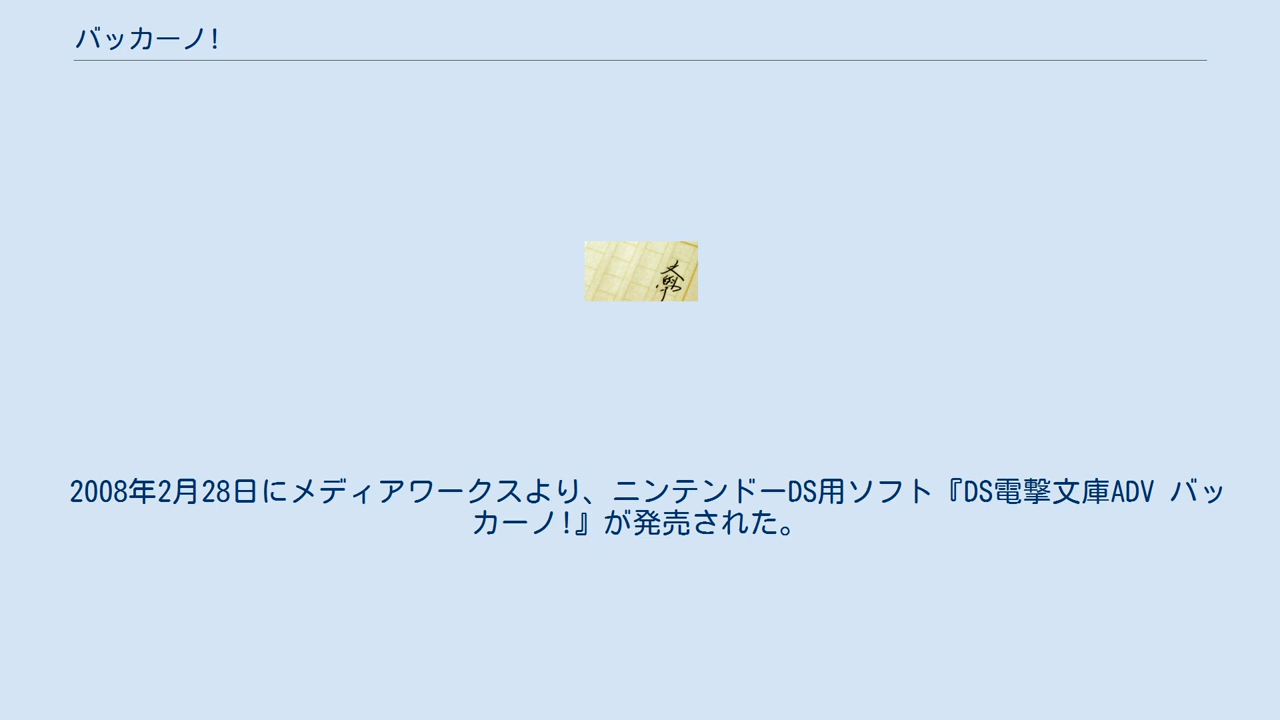 バッカーノ!
2008年2月28日にメディアワークスより、ニンテンドーDS用ソフト『DS電撃文庫ADV バッ
カーノ!』が発売された。